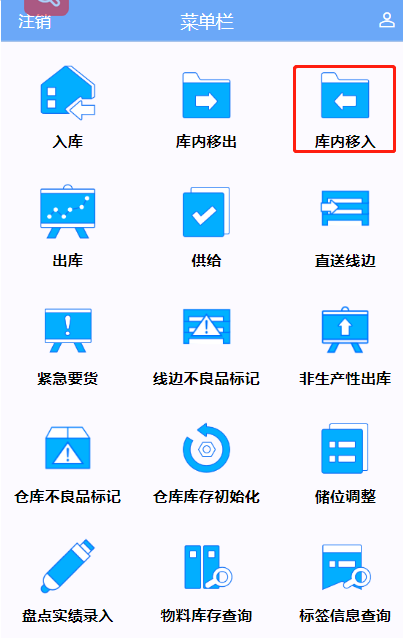 注销 菜单栏
入库 库内移出 库内移入
出库 供给 直送线边
紧急要货 线边不良品标记 非生产性出库
仓库不良品标记 仓库库存初始化 储位调整
盘点实绩录入 物料库存查询 标签信息查询